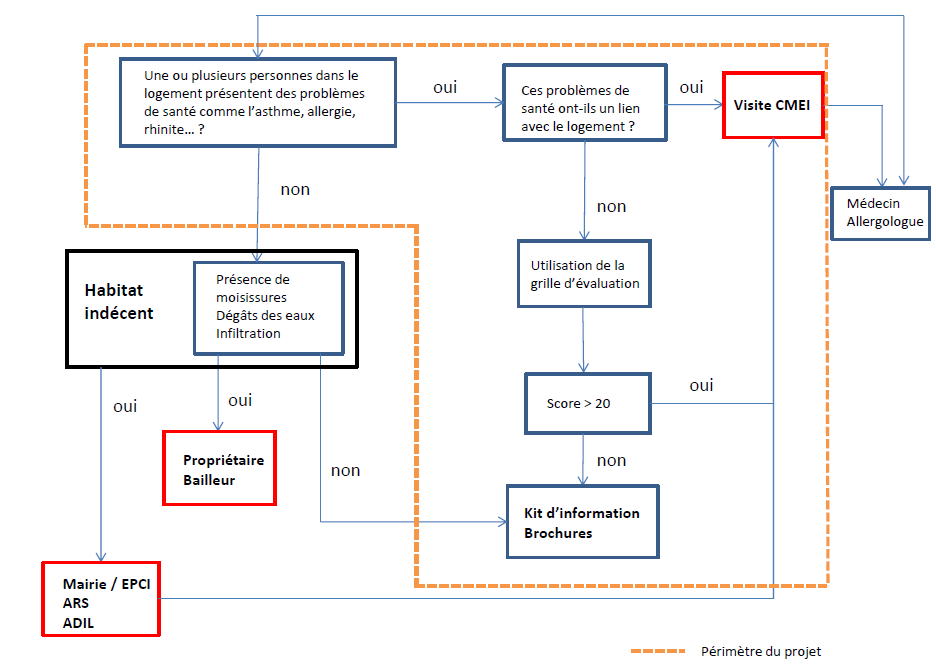 Une ou plusieurs personnes dans le
logement présentent des problèmes
de santé comme l'asthme, allergie,
rhinite... ?
oui
Ces problèmes de
santé ont-ils un lien
avec le logement ?
oui
Visite CMEI
Médecin
Allergologue
non
non
Habitat
indécent
Présence de
moisissures
Dégâts des eaux
Infiltration
Utilisation de la
grille d'évaluation
oui
oui
Score > 20
oui
Propriétaire
Bailleur
non
non
Kit d'information
Brochures
Mairie / EPCI
ARS
ADIL
Périmètre du projet